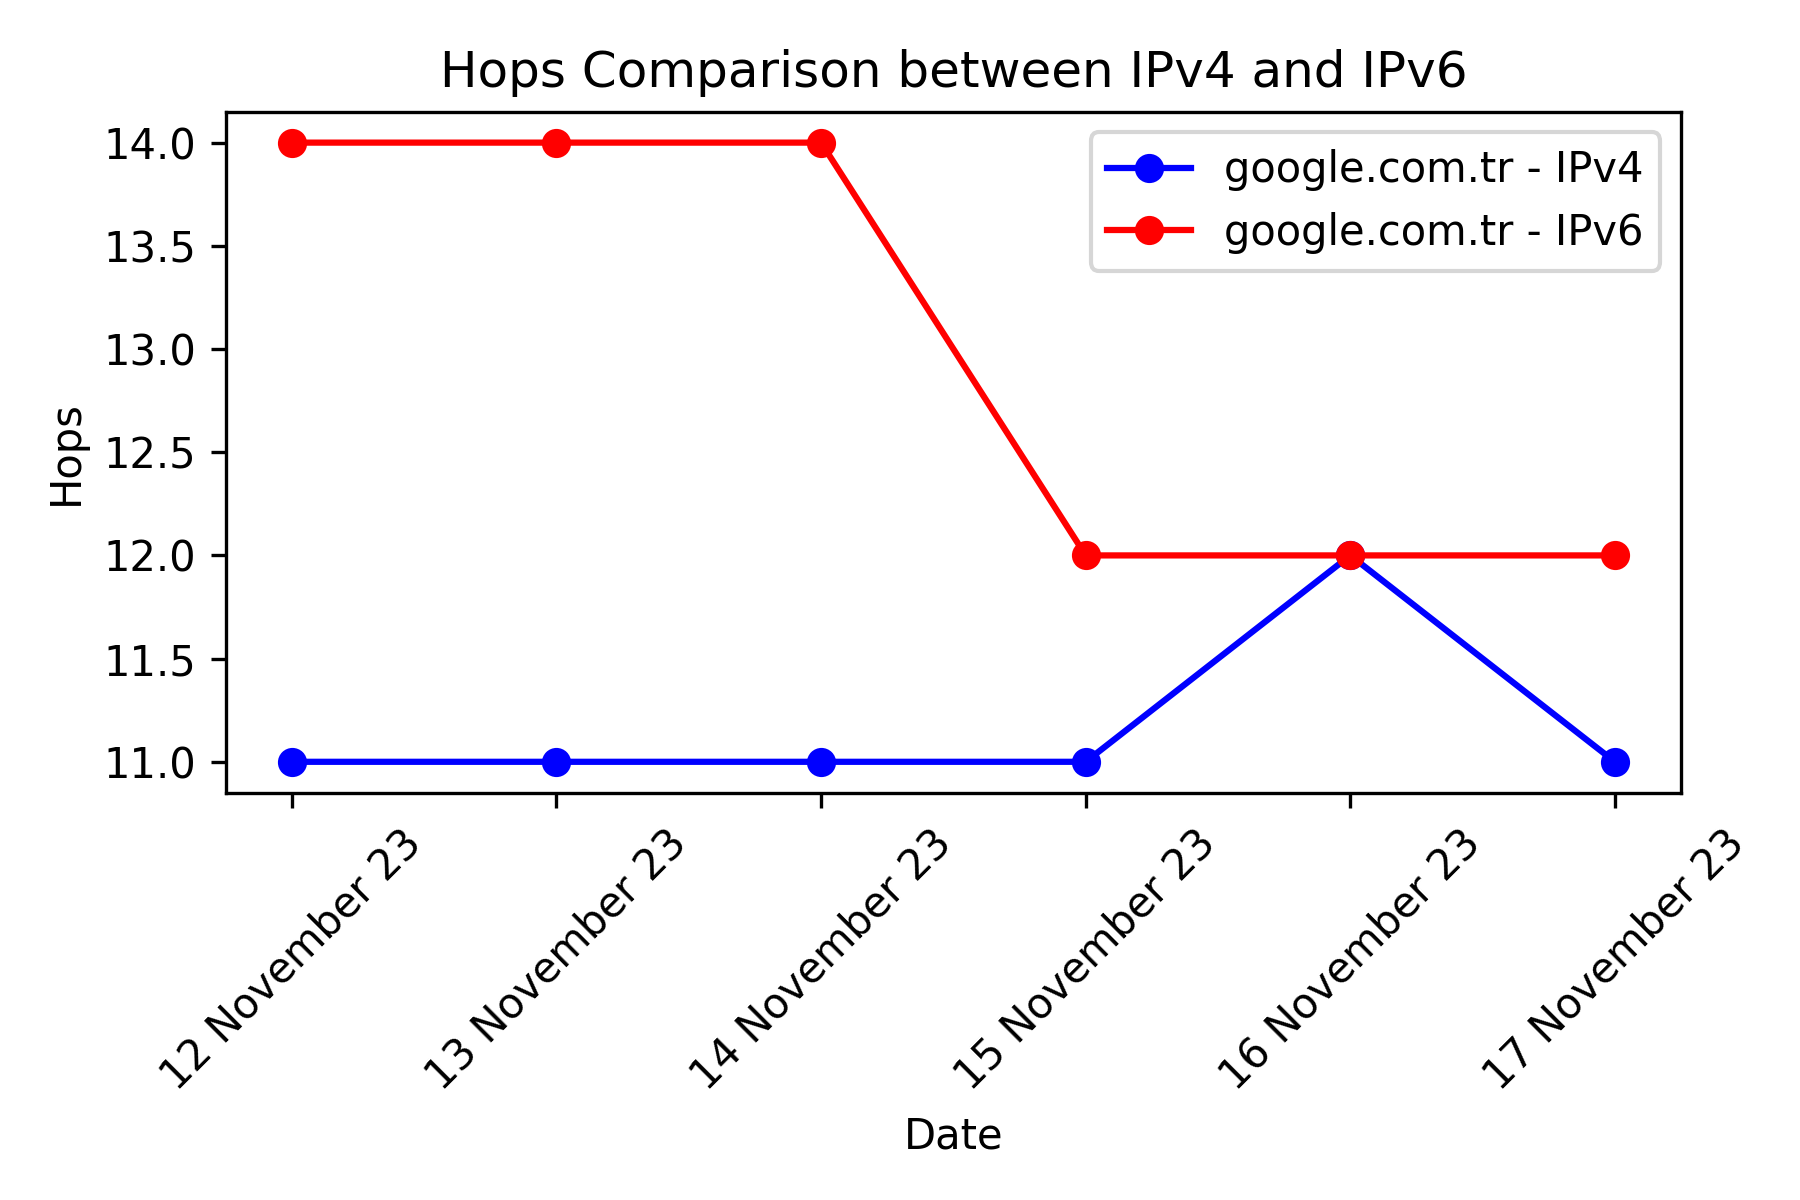 Hops Comparison between IPv4 and IPv6
google.com.tr - IPv4
google.com.tr - IPv6
Hops
14.0
13.5
13.0
12.5
12.0
11.5
11.0
12 November 23
13 November 23
14 November 23
15 November 23
16 November 23
17 November 23
Date